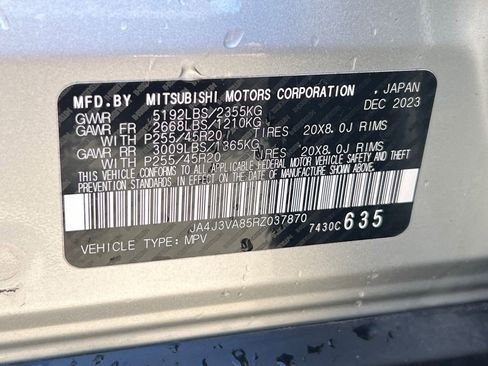 MFD.BY MITSUBISHI MOTORS CORPORATION , JAPAN
GVWR 5192LBS/2355KG DEC 2023
GAWR FR 2668LBS/1210KG
WITH P255/45R20 TIRES 20X8.0J RIMS
GAWR RR 3009LBS/1365KG
WITH P255/45R20 TIRES 20X8.0J RIMS
THIS VEHICLE CONFORMS TO ALL APPLICABLE FEDERAL MOTOR VEHICLE SAFETY AND
THEFT PREVENTION STANDARDS IN EFFECT ON THE DATE OF MANUFACTURE SHOWN ABOVE.
JA4J3VA85RZ037870
VEHICLE TYPE:MPV 7430C 635